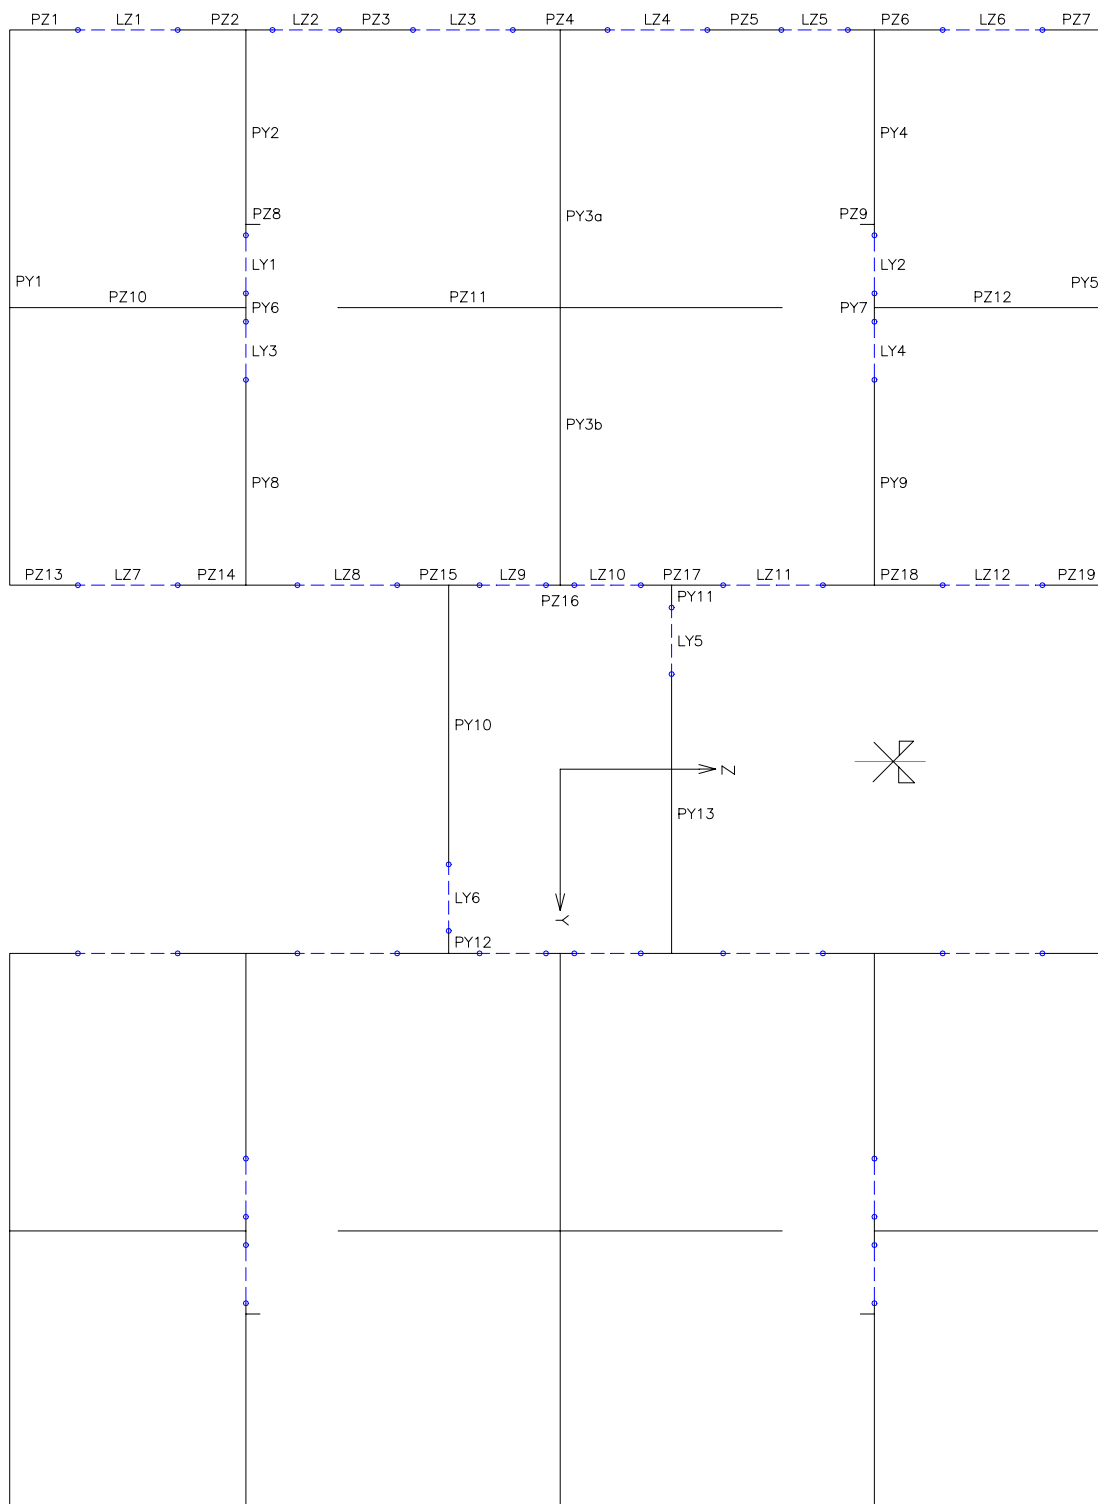 PZ1 LZ1 PZ2 LZ2 PZ3 LZ3 PZ4 LZ4 PZ5 LZ5 PZ6 LZ6 PZ7
PY2 PY4
PZ8 PY3a PZ9
LY1 LY2
PY1 PY5
PZ10 PZ11 PZ12
PY6 PY7
LY3 LY4
PY3b
PY8 PY9
PZ13 LZ7 PZ14 LZ8 PZ15 LZ9 LZ10 PZ17 LZ11 PZ18 LZ12 PZ19
PZ16 PY11
LY5
PY10
Z
PY13
LY6
Y
PY12